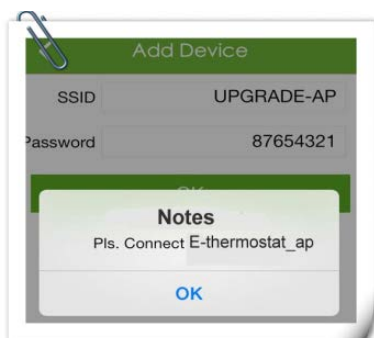 Add Device
SSID UPGRADE-AP
Password 87654321
Notes
Pls. Connect E-thermostat_ap
OK